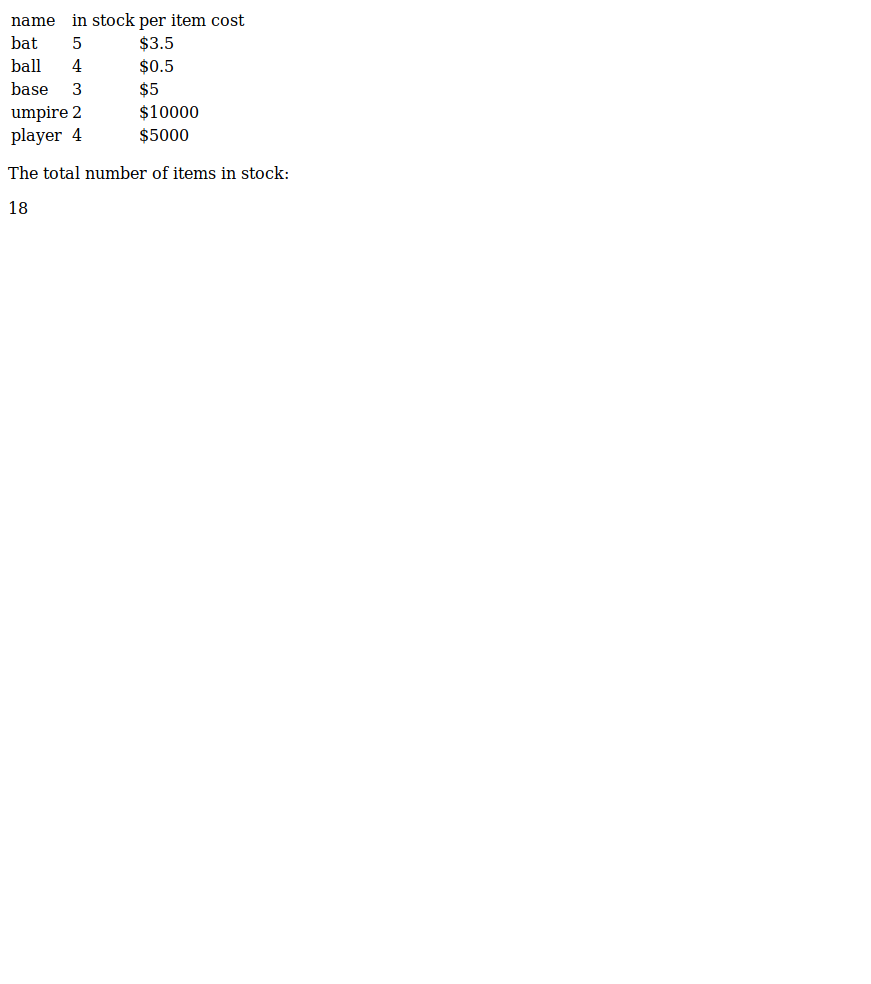 name in stock per item cost
bat 5 $3.5
ball 4 $0.5
base 3 $5
umpire 2 $10000
player 4 $5000
The total number of items in stock:
18